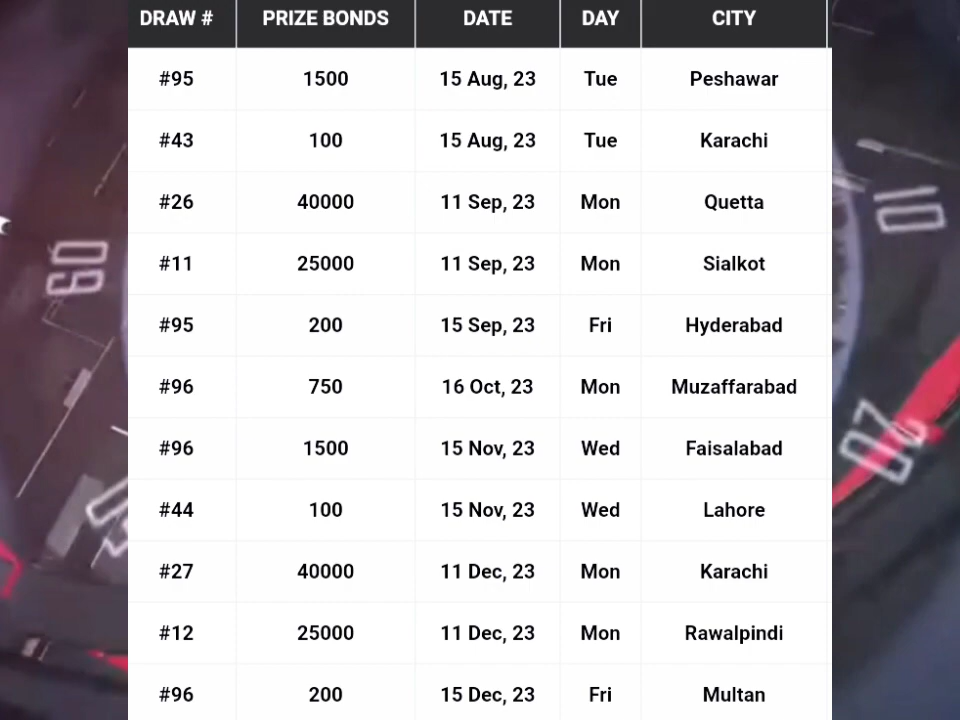 DRAW # PRIZE BONDS DATE DAY CITY
#95 1500 15 Aug, 23 Tue Peshawar
#43 100 15 Aug, 23 Tue Karachi
#26 40000 11 Sep, 23 Mon Quetta
#11 25000 11 Sep, 23 Mon Sialkot
#95 200 15 Sep, 23 Fri Hyderabad
#96 750 16 Oct, 23 Mon Muzaffarabad
#96 1500 15 Nov, 23 Wed Faisalabad
#44 100 15 Nov, 23 Wed Lahore
#27 40000 11 Dec, 23 Mon Karachi
#12 25000 11 Dec, 23 Mon Rawalpindi
#96 200 15 Dec, 23 Fri Multan
60
10
20